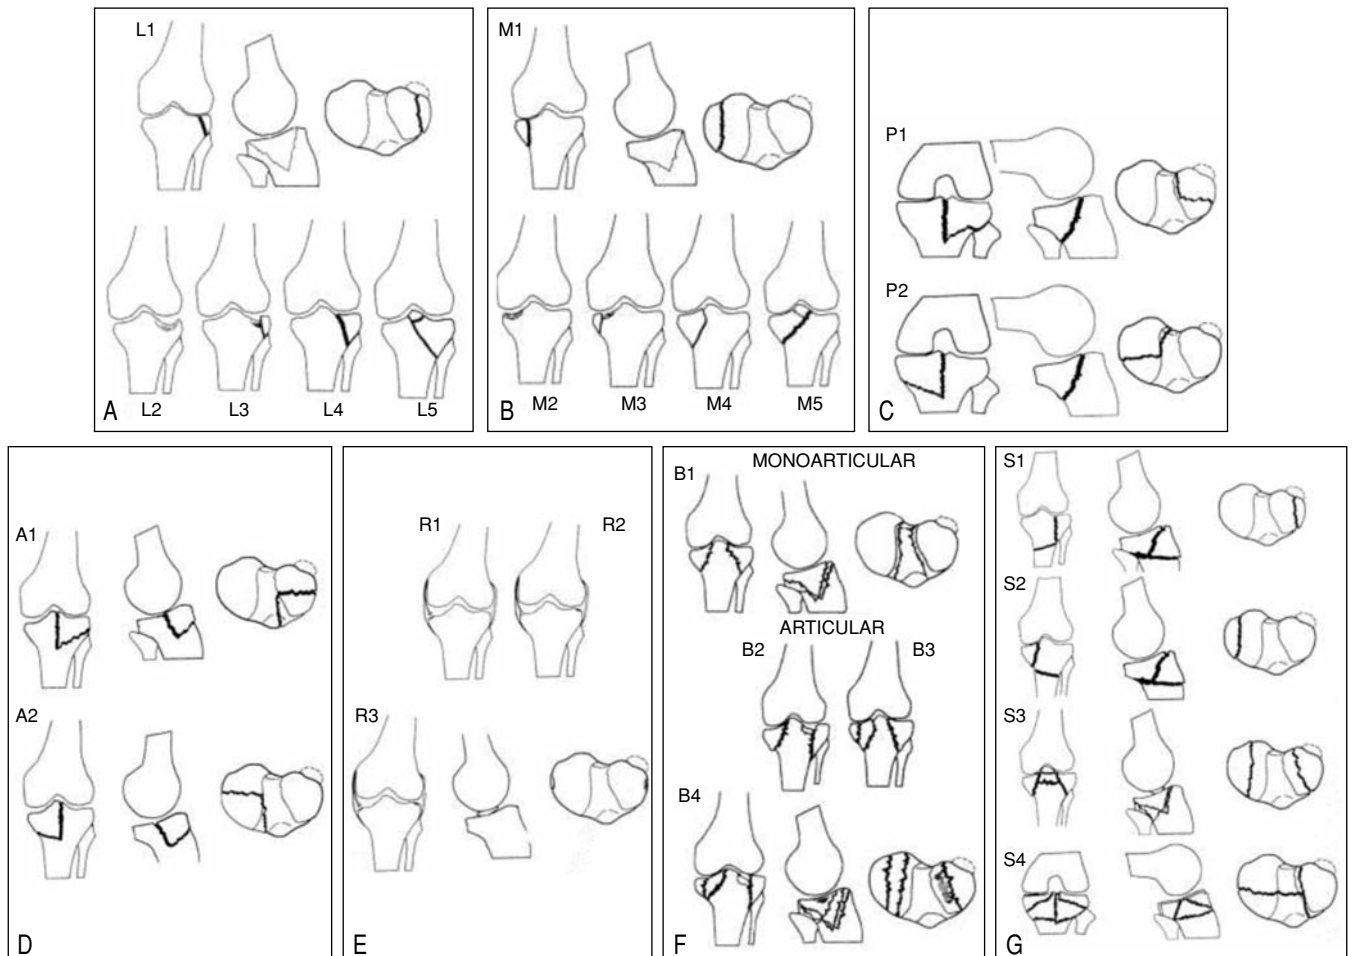 L1
L2 L3 L4 L5
A
M1
M2 M3 M4 M5
B
P1
P2
C
A1
A2
D
R1 R2
R3
E
MONOARTICULAR
B1
ARTICULAR
B2 B3
B4
F
S1
S2
S3
S4
G